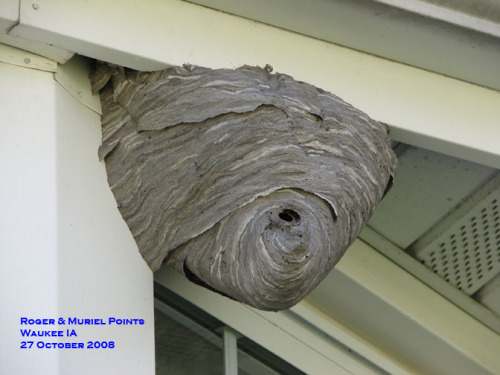 Roger & Muriel Points
Waukee IA
27 October 2008